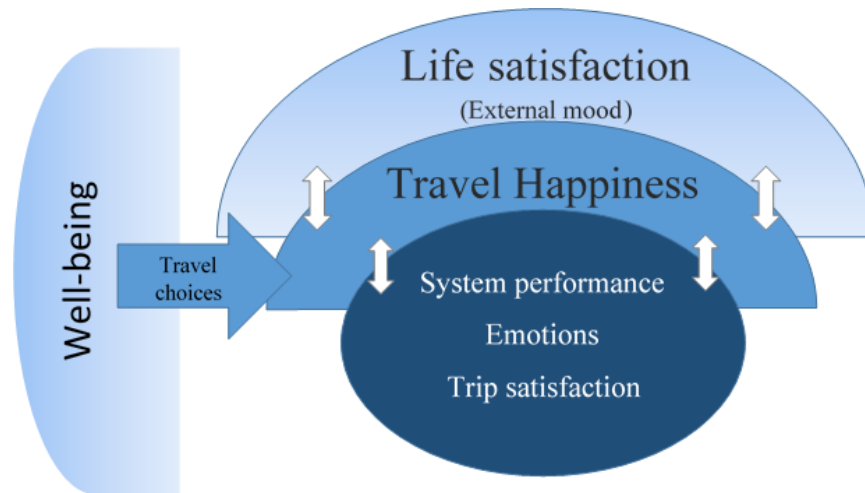 Life satisfaction
(External mood)
Travel Happiness
Well-being
Travel
choices
System performance
Emotions
Trip satisfaction